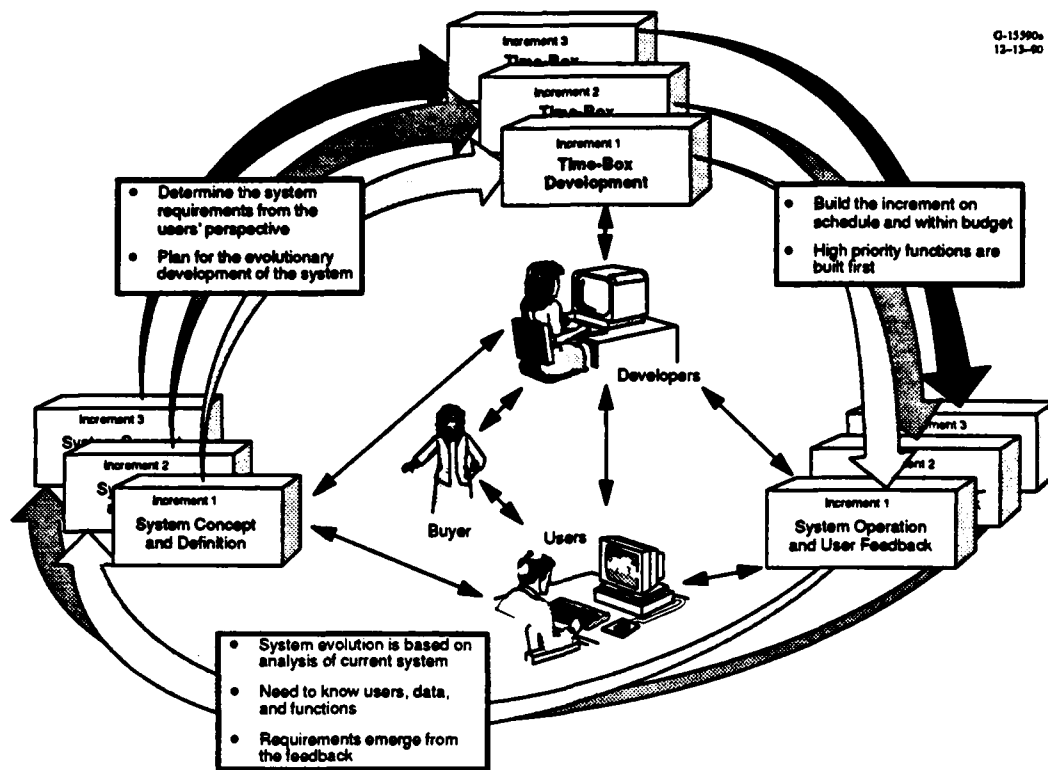 G-15590a
12-13-90
Increment 3
Time-Box
Increment 2
Time-Box
Increment 1
Time-Box
Development
• Determine the system
requirements from the
users' perspective
• Plan for the evolutionary
development of the system
• Build the increment on
schedule and within budget
• High priority functions are
built first
Developers
Increment 3
Increment 2
Increment 1
System Concept
and Definition
Buyer
Users
3
2
Increment 1
System Operation
and User Feedback
• System evolution is based on
analysis of current system
• Need to know users, data,
and functions
• Requirements emerge from
the feedback